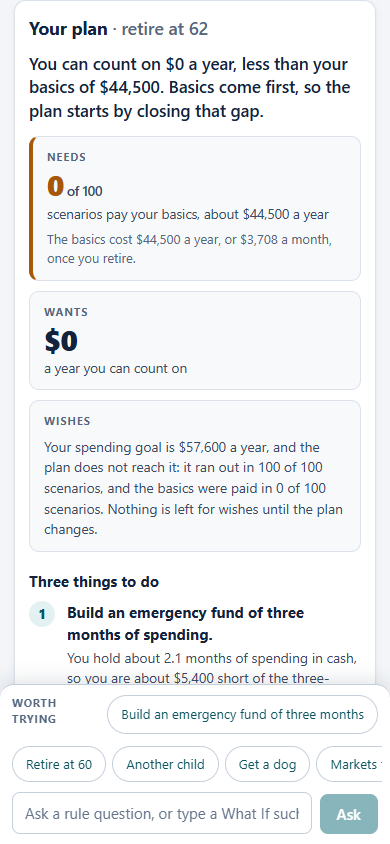 Your plan · retire at 62
You can count on $0 a year, less than your
basics of $44,500. Basics come first, so the
plan starts by closing that gap.
NEEDS
0 of 100
scenarios pay your basics, about $44,500 a year
The basics cost $44,500 a year, or $3,708 a month,
once you retire.
WANTS
$0
a year you can count on
WISHES
Your spending goal is $57,600 a year, and the
plan does not reach it: it ran out in 100 of 100
scenarios, and the basics were paid in 0 of 100
scenarios. Nothing is left for wishes until the plan
changes.
Three things to do
1 Build an emergency fund of three
months of spending.
You hold about 2.1 months of spending in cash,
so you are about $5,400 short of the three-
WORTH
TRYING
Build an emergency fund of three months
Retire at 60
Another child
Get a dog
Markets
Ask a rule question, or type a What If such
Ask